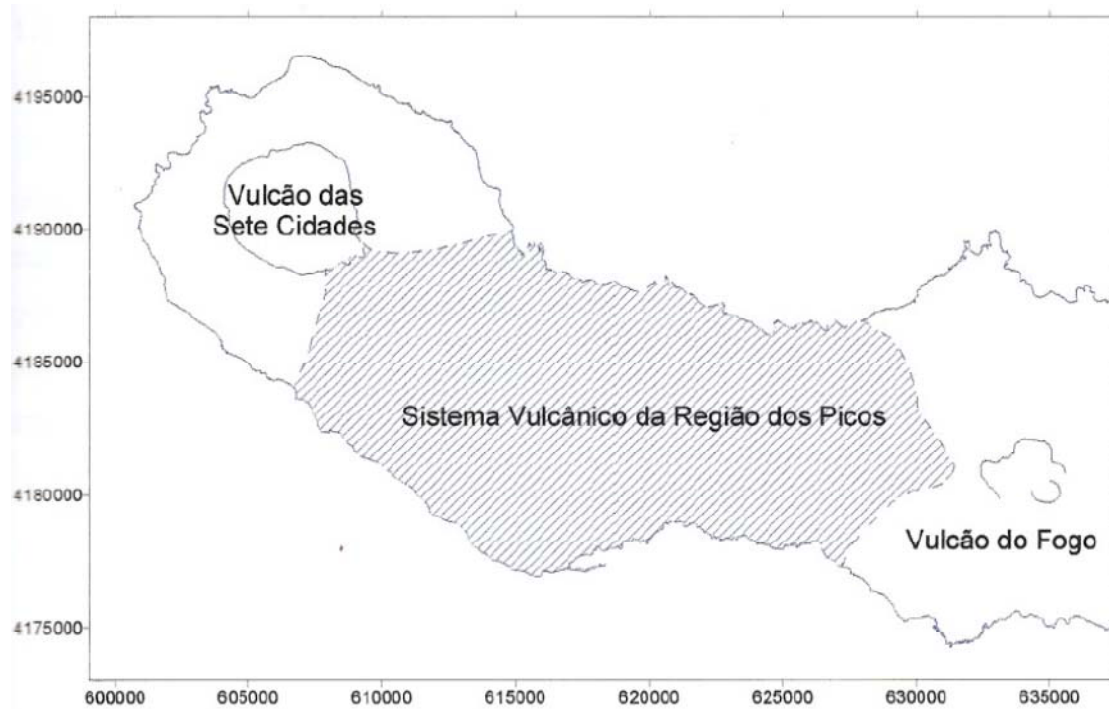 4195000
Vulcão das
Sete Cidades
4190000
4185000
Sistema Vulcânico da Região dos Picos
4180000
Vulcão do Fogo
4175000
600000 605000 610000 615000 620000 625000 630000 635000